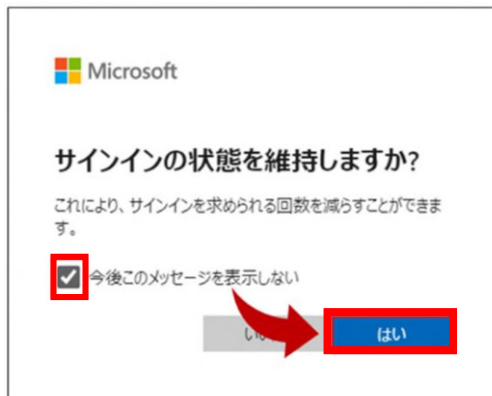 Microsoft
サインインの状態を維持しますか?
これにより、サインインを求められる回数を減らすことができま
す。
今後このメッセージを表示しない
はい